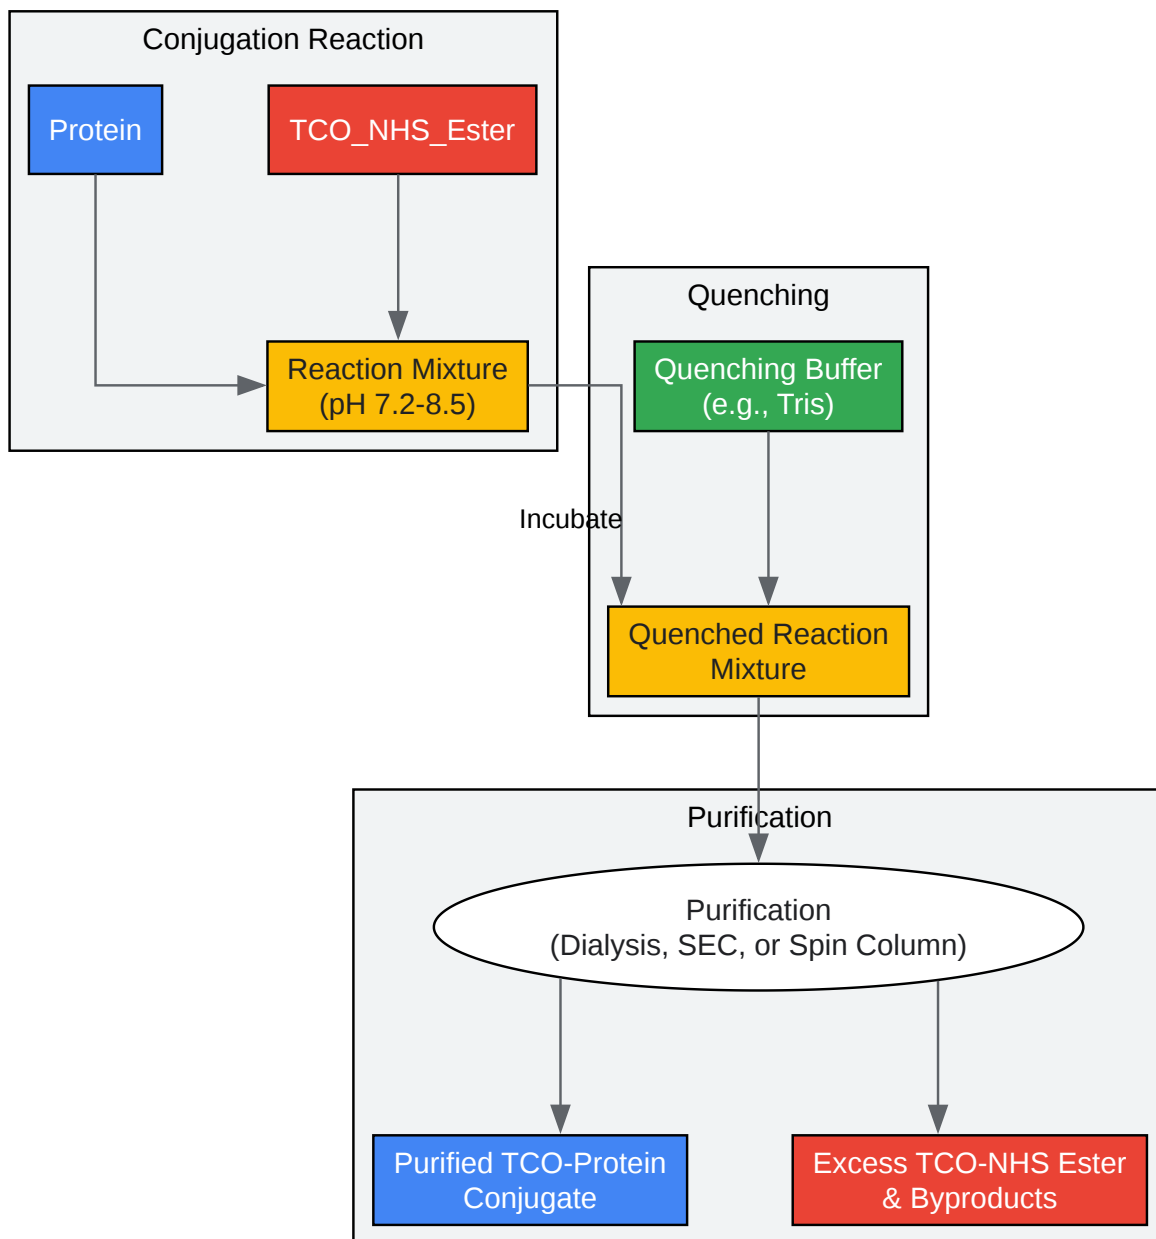 Conjugation Reaction
Protein
TCO_NHS_Ester
Reaction Mixture
(pH 7.2-8.5)
Quenching
Quenching Buffer
(e.g., Tris)
Incubate
Quenched Reaction
Mixture
Purification
Purification
(Dialysis, SEC, or Spin Column)
Purified TCO-Protein
Conjugate
Excess TCO-NHS Ester
& Byproducts